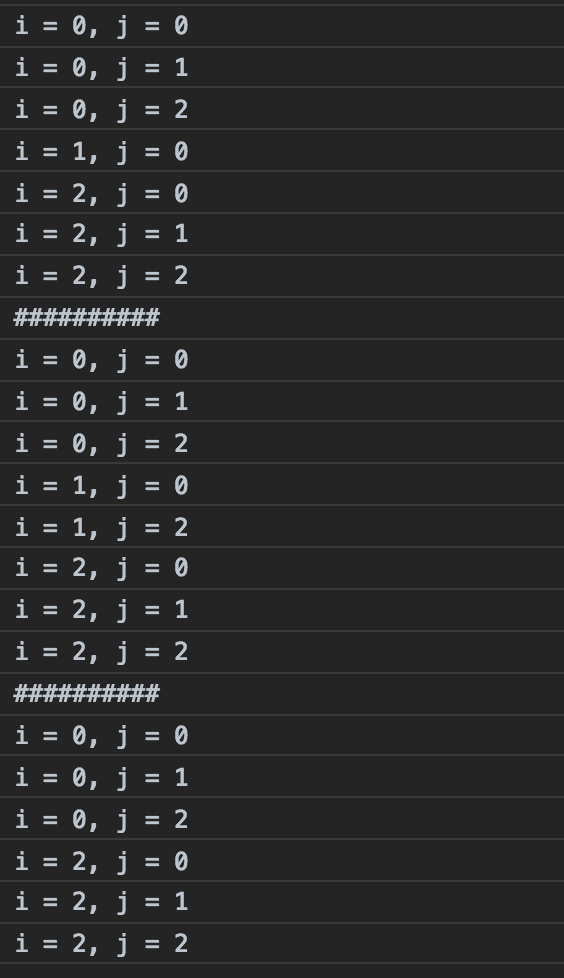 i = 0, j = 0
i = 0, j = 1
i = 0, j = 2
i = 1, j = 0
i = 2, j = 0
i = 2, j = 1
i = 2, j = 2
##########
i = 0, j = 0
i = 0, j = 1
i = 0, j = 2
i = 1, j = 0
i = 1, j = 2
i = 2, j = 0
i = 2, j = 1
i = 2, j = 2
##########
i = 0, j = 0
i = 0, j = 1
i = 0, j = 2
i = 2, j = 0
i = 2, j = 1
i = 2, j = 2